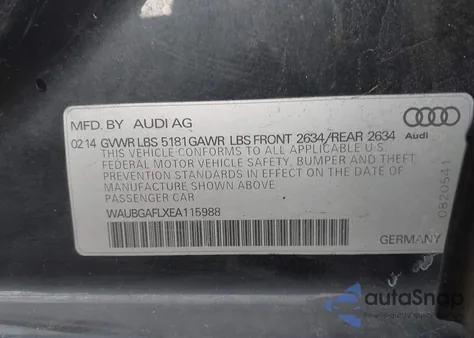 MFD. BY AUDI AG
0214 GVWR LBS 5181 GAWR LBS FRONT 2634/REAR 2634
Audi
THIS VEHICLE CONFORMS TO ALL APPLICABLE U.S.
FEDERAL MOTOR VEHICLE SAFETY, BUMPER AND THEFT
PREVENTION STANDARDS IN EFFECT ON THE DATE OF
MANUFACTURE SHOWN ABOVE.
PASSENGER CAR
WAUBGAFLXEA115988
GERMANY
0820541
autoSnap